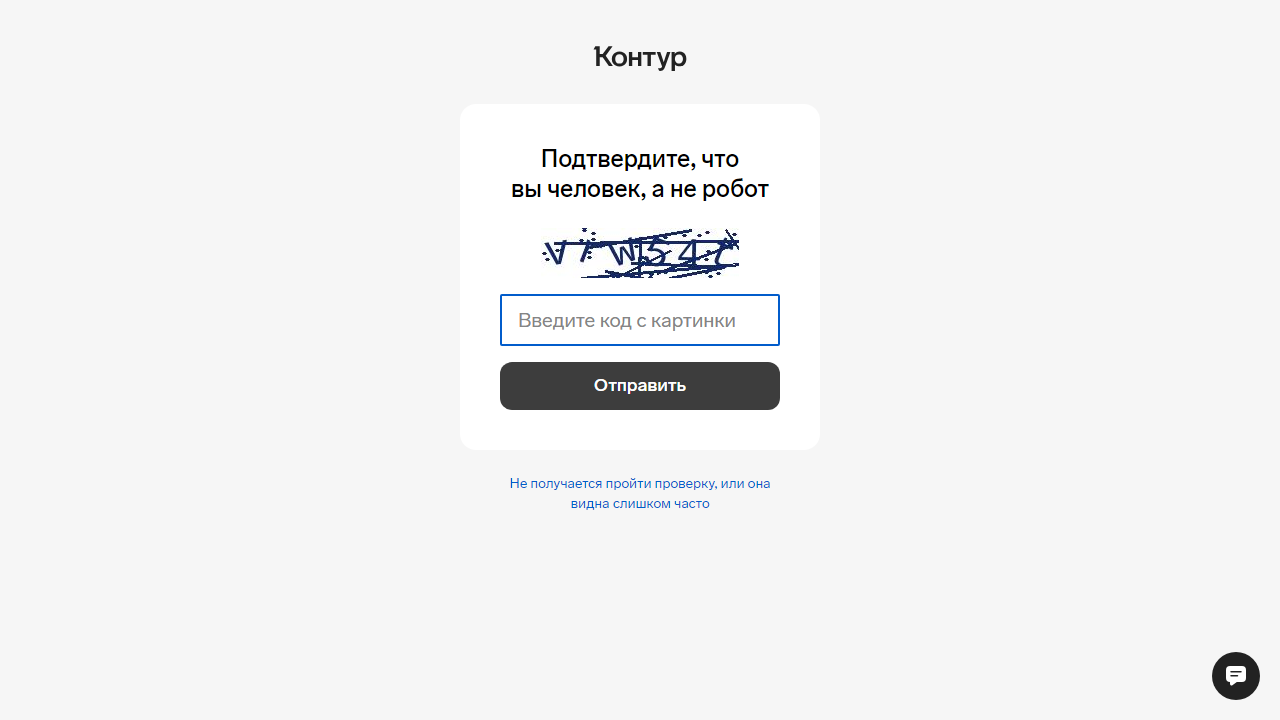 Контур
Подтвердите, что
вы человек, а не робот
Введите код с картинки
Отправить
Не получается пройти проверку, или она
видна слишком часто